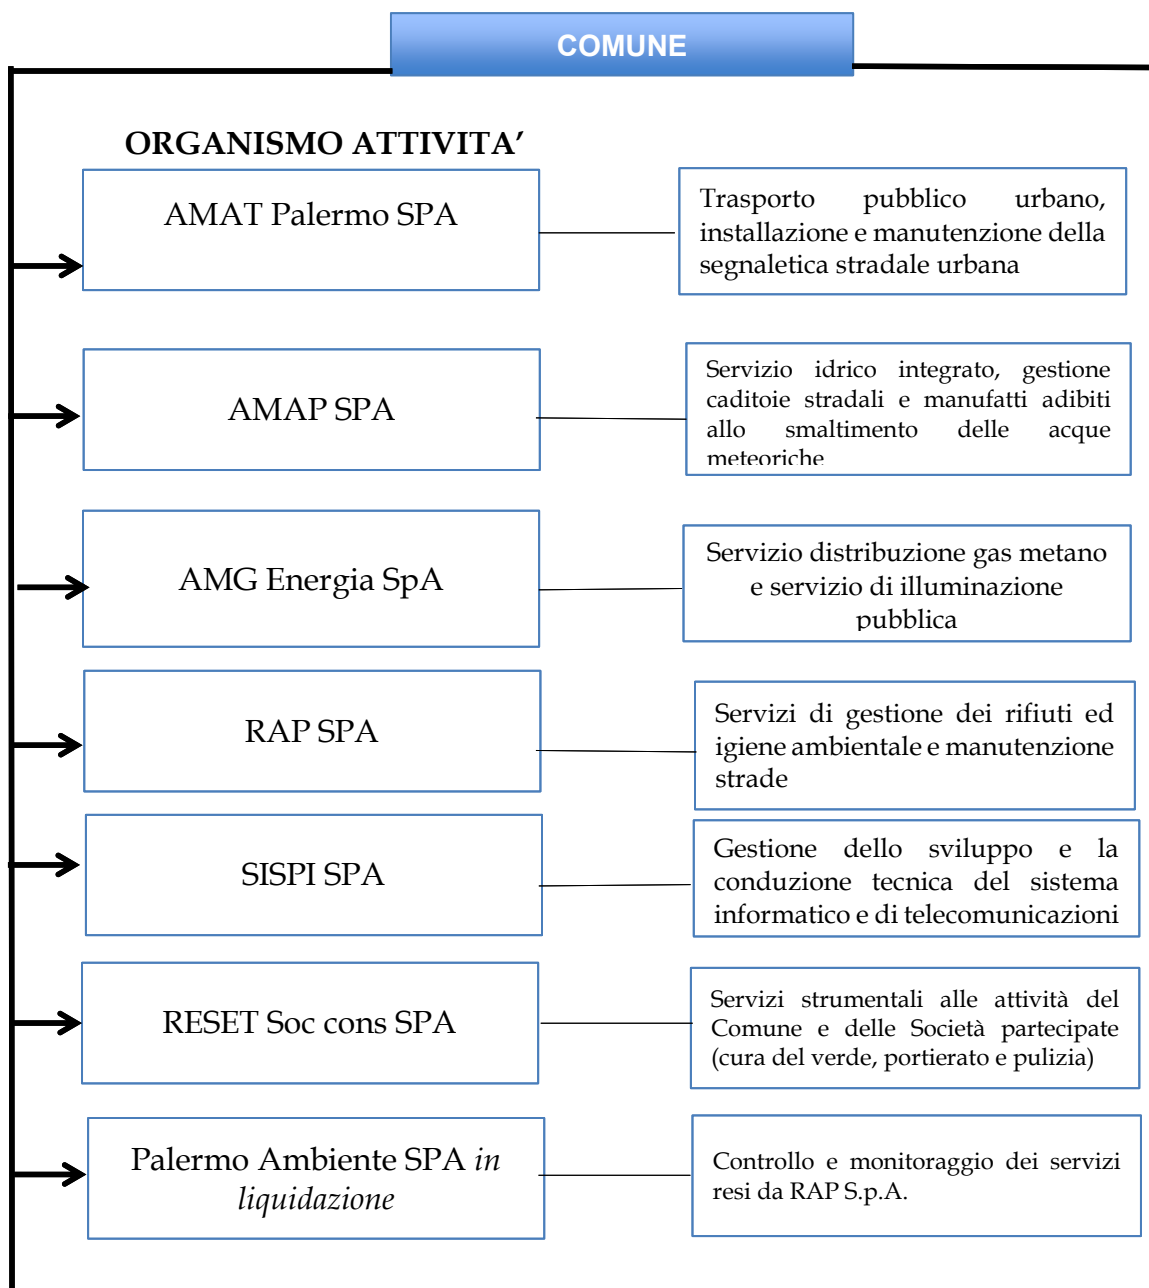 COMUNE
ORGANISMO ATTIVITA’
AMAT Palermo SPA
Trasporto pubblico urbano,
installazione e manutenzione della
segnaletica stradale urbana
AMAP SPA
Servizio idrico integrato, gestione
caditoie stradali e manufatti adibiti
allo smaltimento delle acque
meteoriche
AMG Energia SpA
Servizio distribuzione gas metano
e servizio di illuminazione
pubblica
RAP SPA
Servizi di gestione dei rifiuti ed
igiene ambientale e manutenzione
strade
SISPI SPA
Gestione dello sviluppo e la
conduzione tecnica del sistema
informatico e di telecomunicazioni
RESET Soc cons SPA
Servizi strumentali alle attività del
Comune e delle Società partecipate
(cura del verde, portierato e pulizia)
Palermo Ambiente SPA in
liquidazione
Controllo e monitoraggio dei servizi
resi da RAP S.p.A.